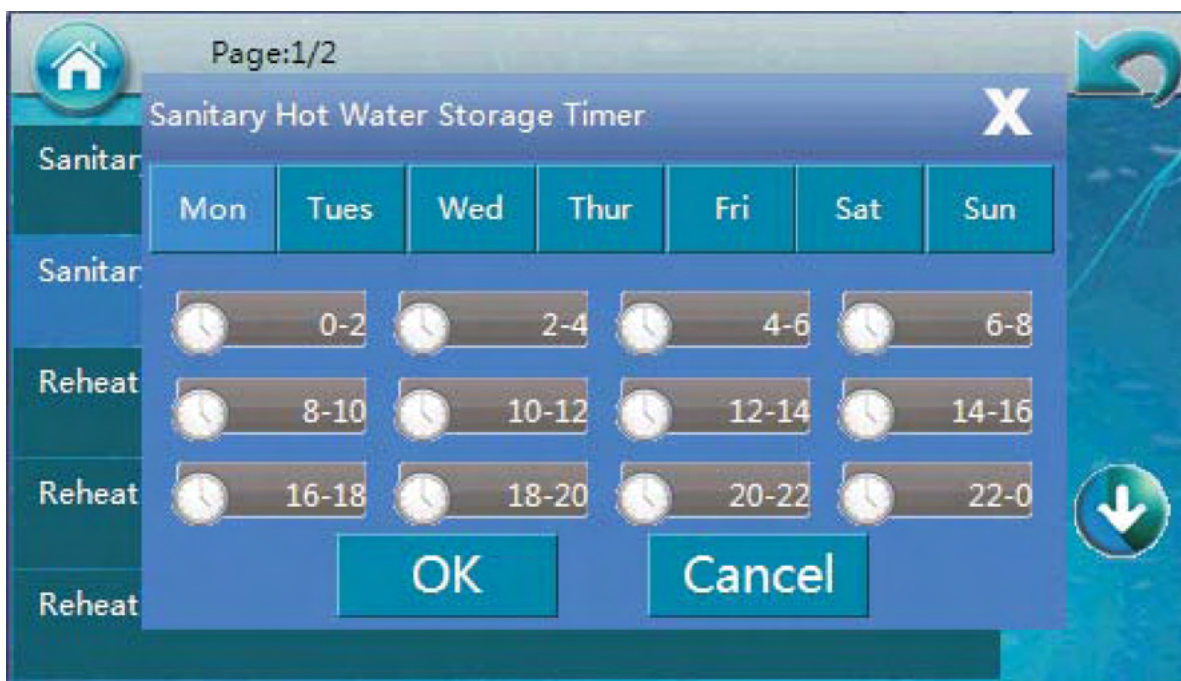 Page:1/2
Sanitary Hot Water Storage Timer X
Mon Tues Wed Thur Fri Sat Sun
0-2 2-4 4-6 6-8
8-10 10-12 12-14 14-16
16-18 18-20 20-22 22-0
OK Cancel
Sanitar
Sanitar
Reheat
Reheat
Reheat